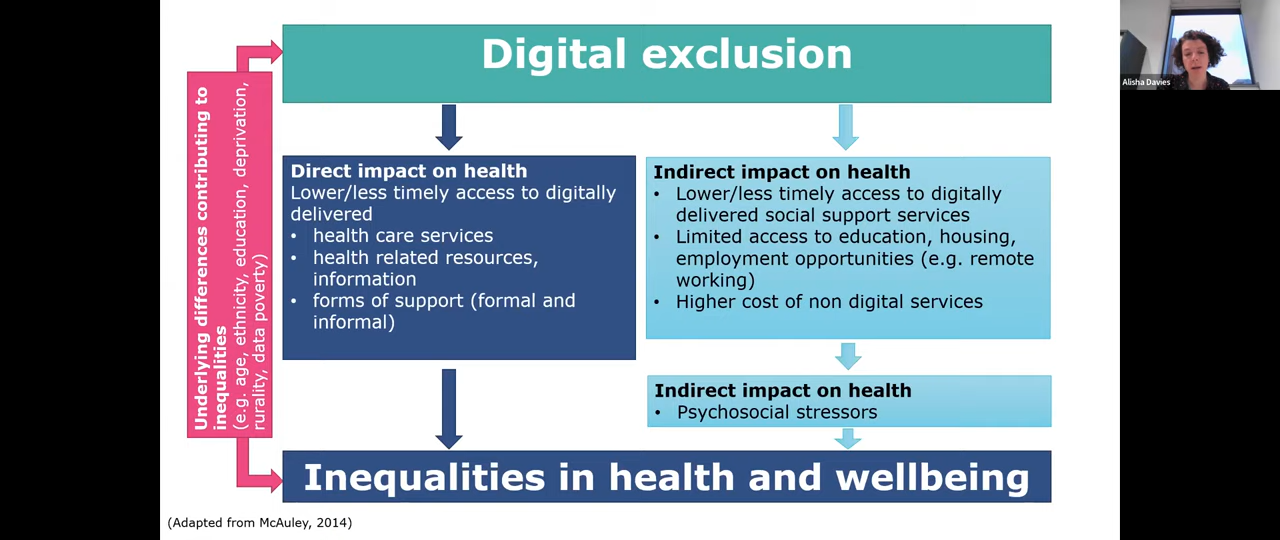 Digital exclusion
Alisha Davies
Underlying differences contributing to
inequalities
(e.g. age, ethnicity, education, deprivation,
rurality, data poverty)
Direct impact on health
Lower/less timely access to digitally
delivered
• health care services
• health related resources,
information
• forms of support (formal and
informal)
Indirect impact on health
• Lower/less timely access to digitally
delivered social support services
• Limited access to education, housing,
employment opportunities (e.g. remote
working)
• Higher cost of non digital services
Indirect impact on health
• Psychosocial stressors
Inequalities in health and wellbeing
(Adapted from McAuley, 2014)